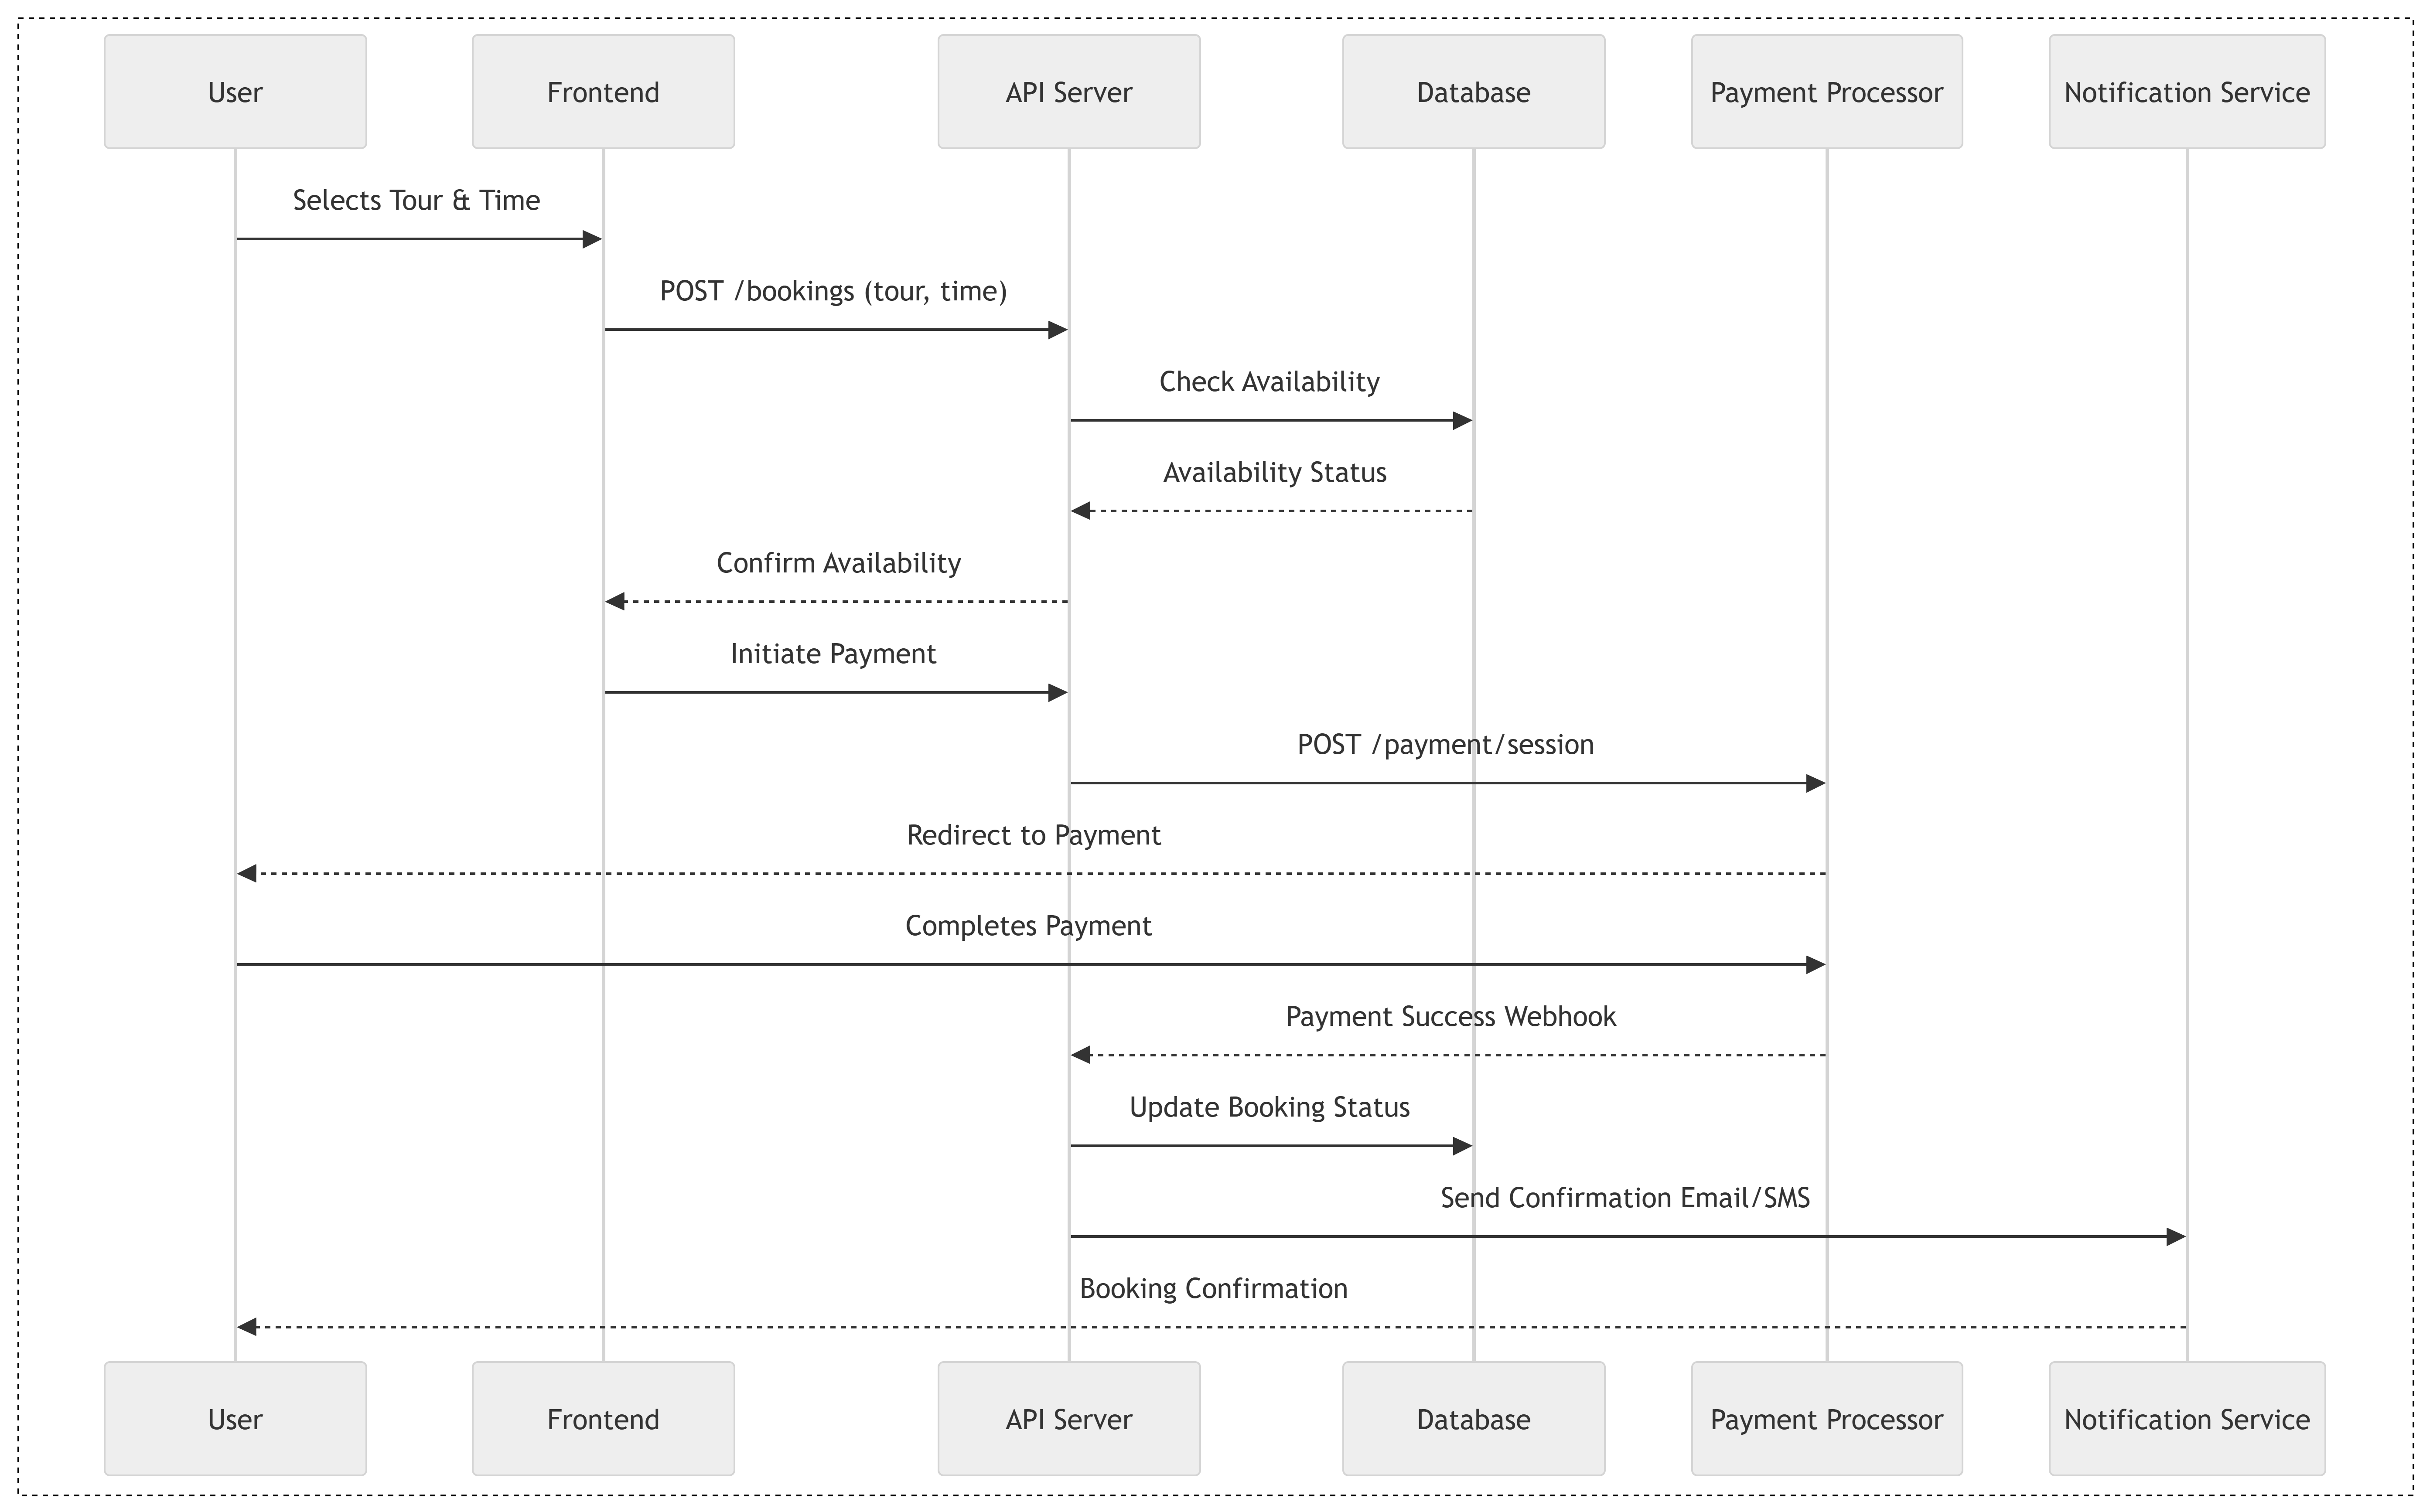 User
Frontend
API Server
Database
Payment Processor
Notification Service
Selects Tour & Time
POST /bookings (tour, time)
Check Availability
Availability Status
Confirm Availability
Initiate Payment
POST /payment/session
Redirect to Payment
Completes Payment
Payment Success Webhook
Update Booking Status
Send Confirmation Email/SMS
Booking Confirmation
User
Frontend
API Server
Database
Payment Processor
Notification Service